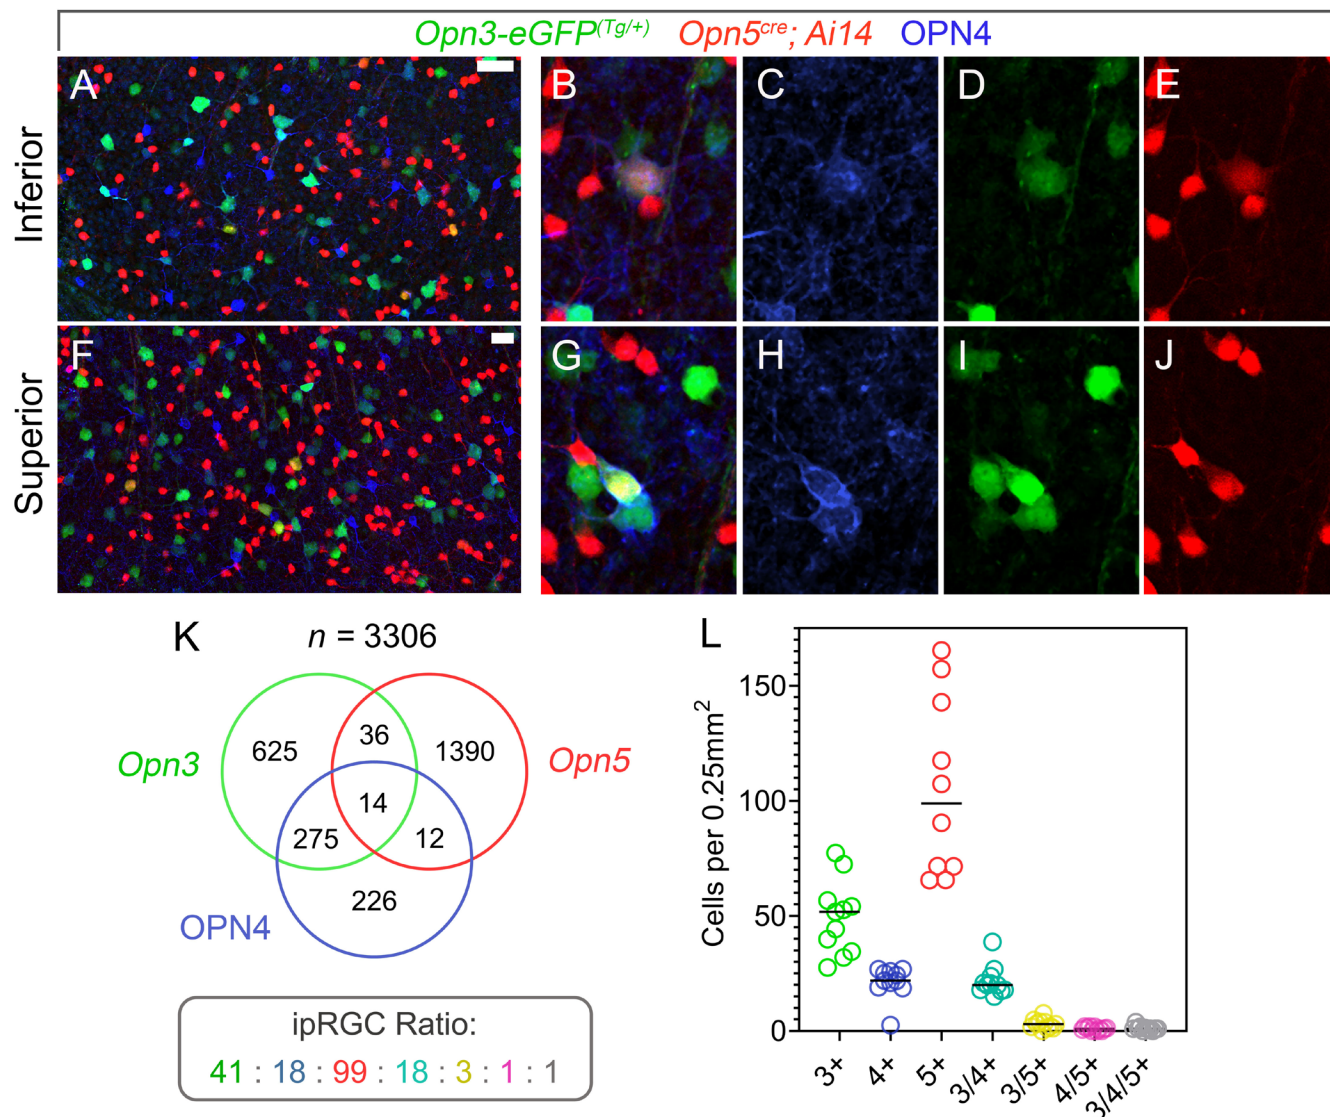 Opn3-eGFP(Tg/+) Opn5cre; Ai14 OPN4
Inferior
A
B
C
D
E
Superior
F
G
H
I
J
K
n = 3306
Opn3
625
36
1390
Opn5
14
275
12
226
OPN4
ipRGC Ratio:
41 : 18 : 99 : 18 : 3 : 1 : 1
L
Cells per 0.25mm2
150
100
50
0
3+
4+
5+
3/4+
3/5+
4/5+
3/4/5+